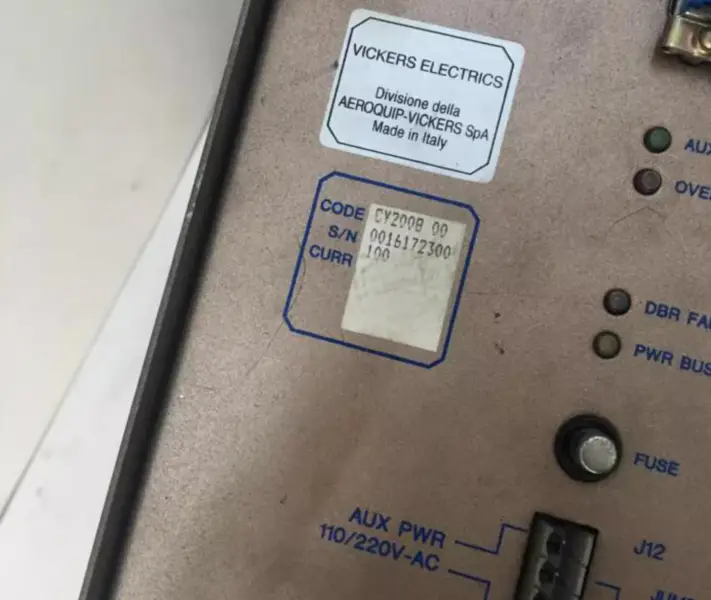 VICKERS ELECTRICS
Divisione della
AEROQUIP-VICKERS SpA
Made in Italy
CODE CY200B 00
S/N 0016172300
CURR 100
AUX
OVE
DBR FA
PWR BUS
FUSE
AUX PWR
110/220V-AC
J12